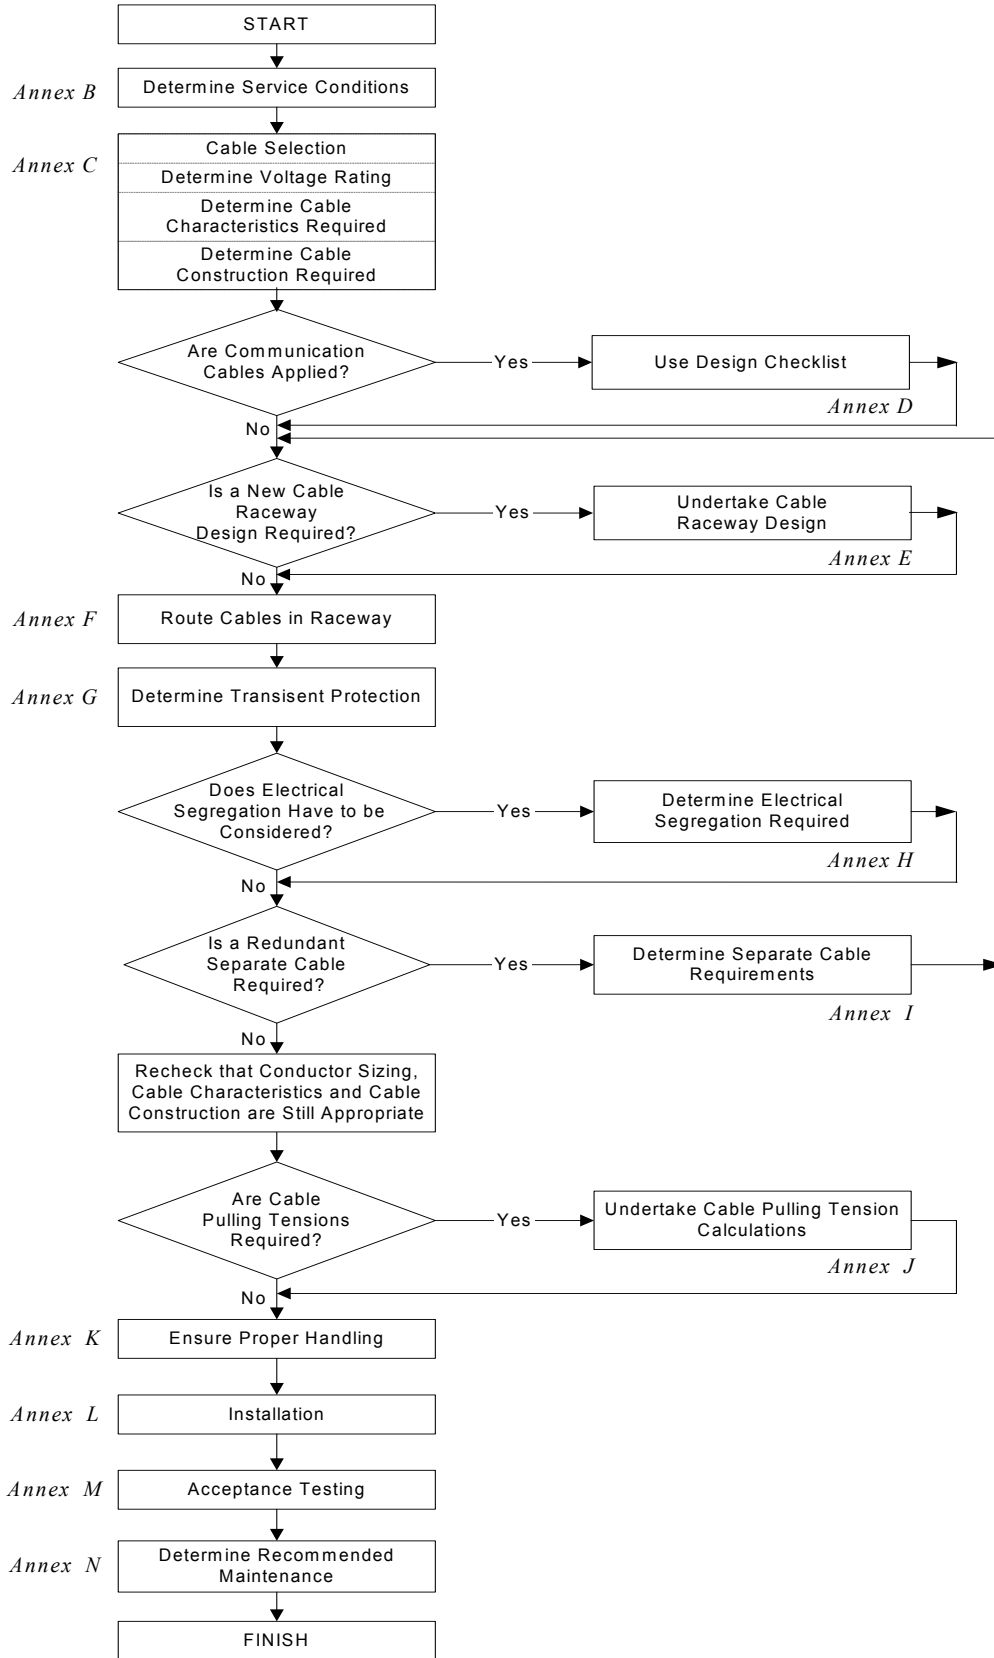 START
Annex B
Determine Service Conditions
Annex C
Cable Selection
Determine Voltage Rating
Determine Cable
Characteristics Required
Determine Cable
Construction Required
Are Communication
Cables Applied?
Yes
Use Design Checklist
Annex D
No
Is a New Cable
Raceway
Design Required?
Yes
Undertake Cable
Raceway Design
Annex E
No
Annex F
Route Cables in Raceway
Annex G
Determine Transisent Protection
Does Electrical
Segregation Have to be
Considered?
Yes
Determine Electrical
Segregation Required
Annex H
No
Is a Redundant
Separate Cable
Required?
Yes
Determine Separate Cable
Requirements
Annex I
No
Recheck that Conductor Sizing,
Cable Characteristics and Cable
Construction are Still Appropriate
Are Cable
Pulling Tensions
Required?
Yes
Undertake Cable Pulling Tension
Calculations
Annex J
No
Annex K
Ensure Proper Handling
Annex L
Installation
Annex M
Acceptance Testing
Annex N
Determine Recommended
Maintenance
FINISH